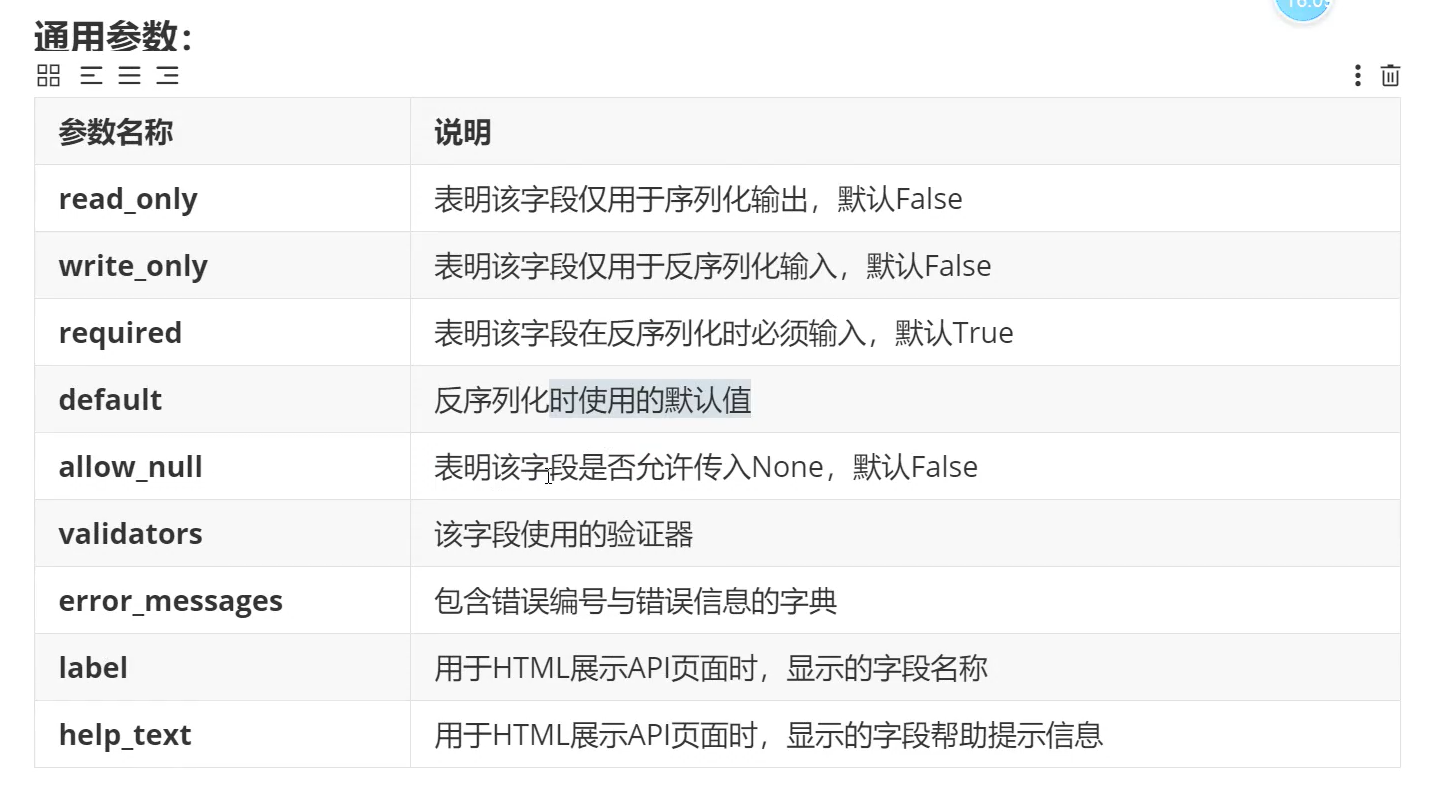 通用参数：
参数名称 说明
read_only 表明该字段仅用于序列化输出，默认False
write_only 表明该字段仅用于反序列化输入，默认False
required 表明该字段在反序列化时必须输入，默认True
default 反序列化时使用的默认值
allow_null 表明该字段是否允许传入None，默认False
validators 该字段使用的验证器
error_messages 包含错误编号与错误信息的字典
label 用于HTML展示API页面时，显示的字段名称
help_text 用于HTML展示API页面时，显示的字段帮助提示信息